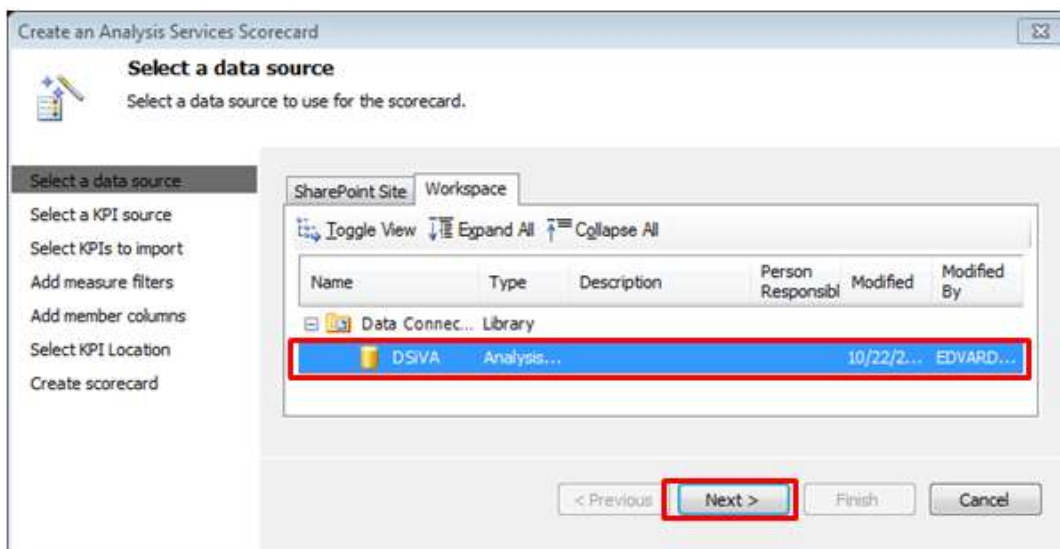 Create an Analysis Services Scorecard
Select a data source
Select a data source to use for the scorecard.
Select a data source
Select a KPI source
Select KPIs to import
Add measure filters
Add member columns
Select KPI Location
Create scorecard
SharePoint Site Workspace
Toggle View Expand All Collapse All
Name Type Description Person Responsibl Modified Modified By
Data Connec... Library
DSiVA Analysis... 10/22/2... EDVARD...
< Previous Next > Finish Cancel